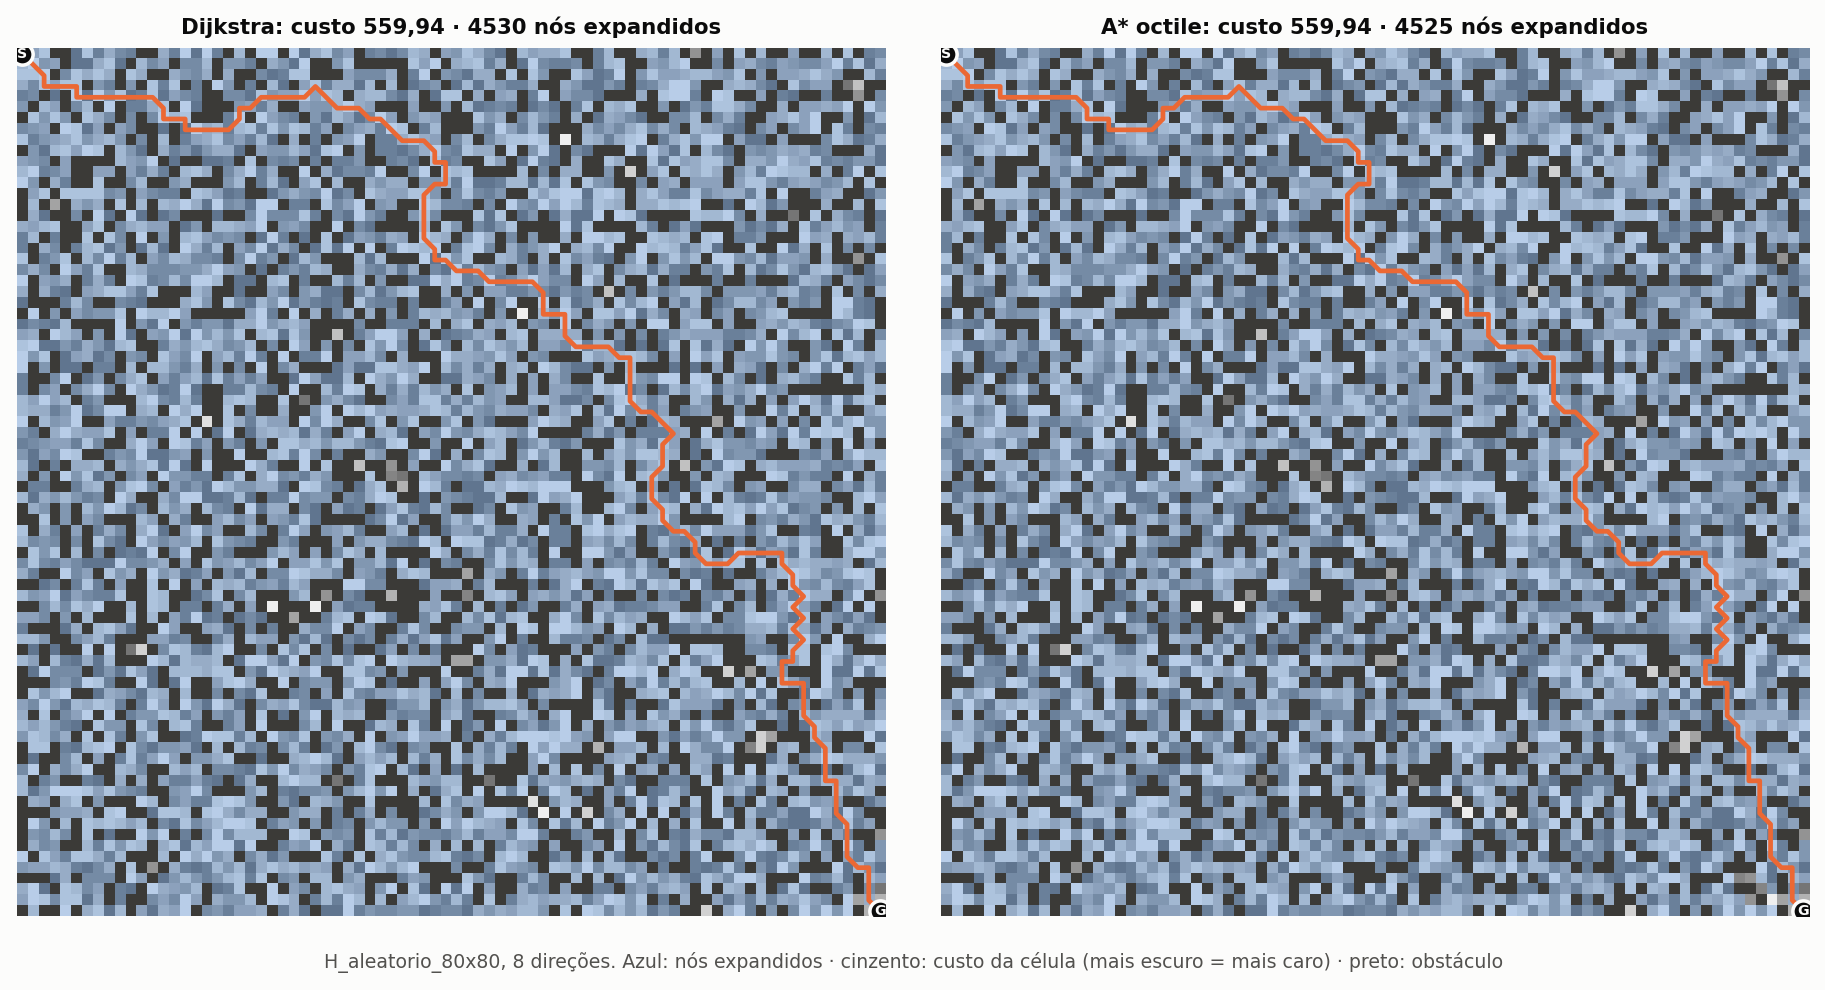 Dijkstra: custo 559,94 · 4530 nós expandidos
A* octile: custo 559,94 · 4525 nós expandidos
S
S
G
G
H_aleatorio_80x80, 8 direções. Azul: nós expandidos · cinzento: custo da célula (mais escuro = mais caro) · preto: obstáculo